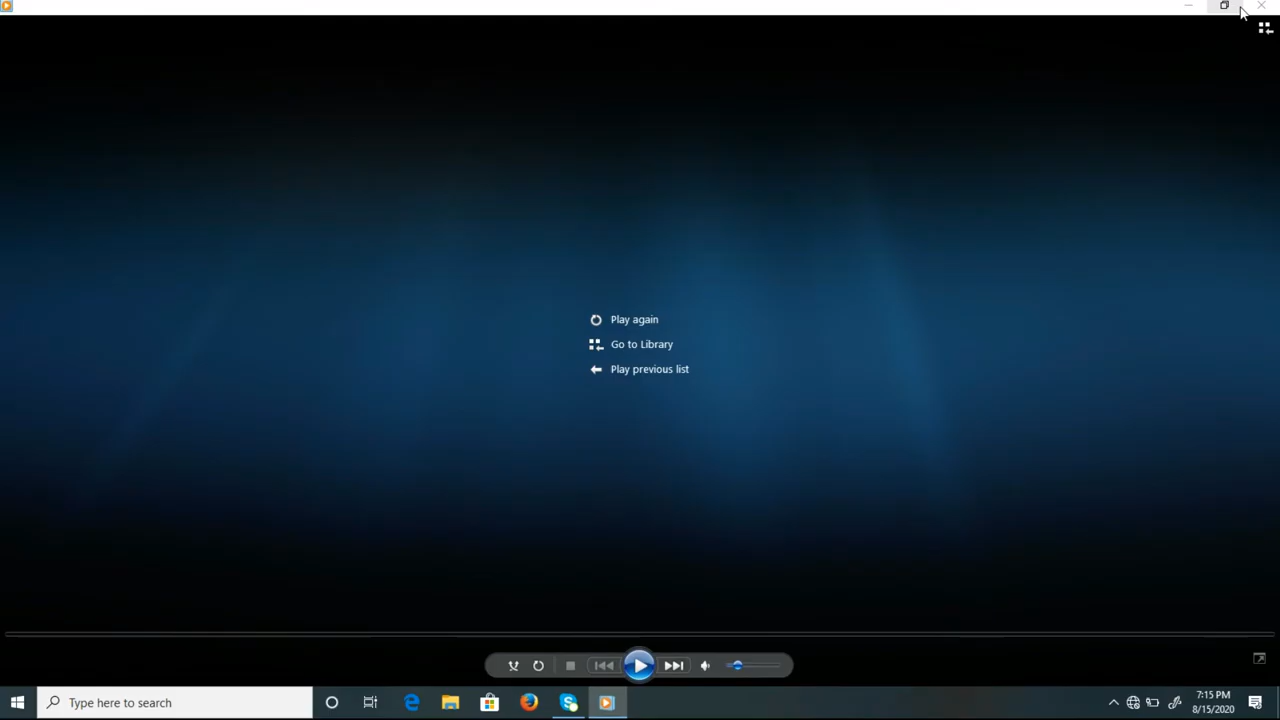 Play again
Go to Library
Play previous list
Type here to search
7:15 PM
8/15/2020